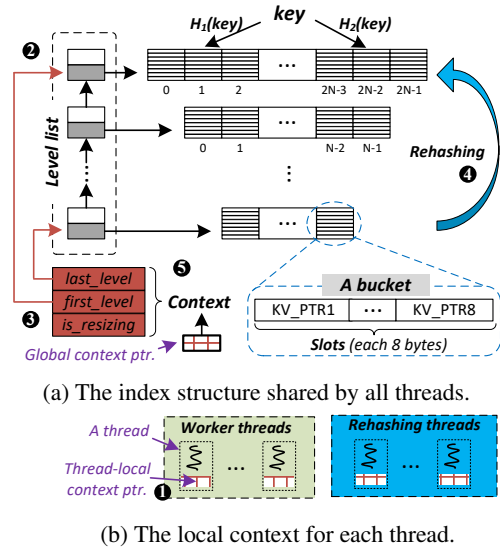 key
H1(key) H2(key)
❷
...
0 1 2 2N-3 2N-2 2N-1
Level list
...
0 1 N-2 N-1
⋮
⋮
Rehashing
❹
...
❺
last_level
first_level
is_resizing
Context
❸
Global context ptr.
A bucket
KV_PTR1 ... KV_PTR8
Slots (each 8 bytes)
(a) The index structure shared by all threads.
A thread
Worker threads
Rehashing threads
... ...
Thread-local
context ptr. ❶
(b) The local context for each thread.